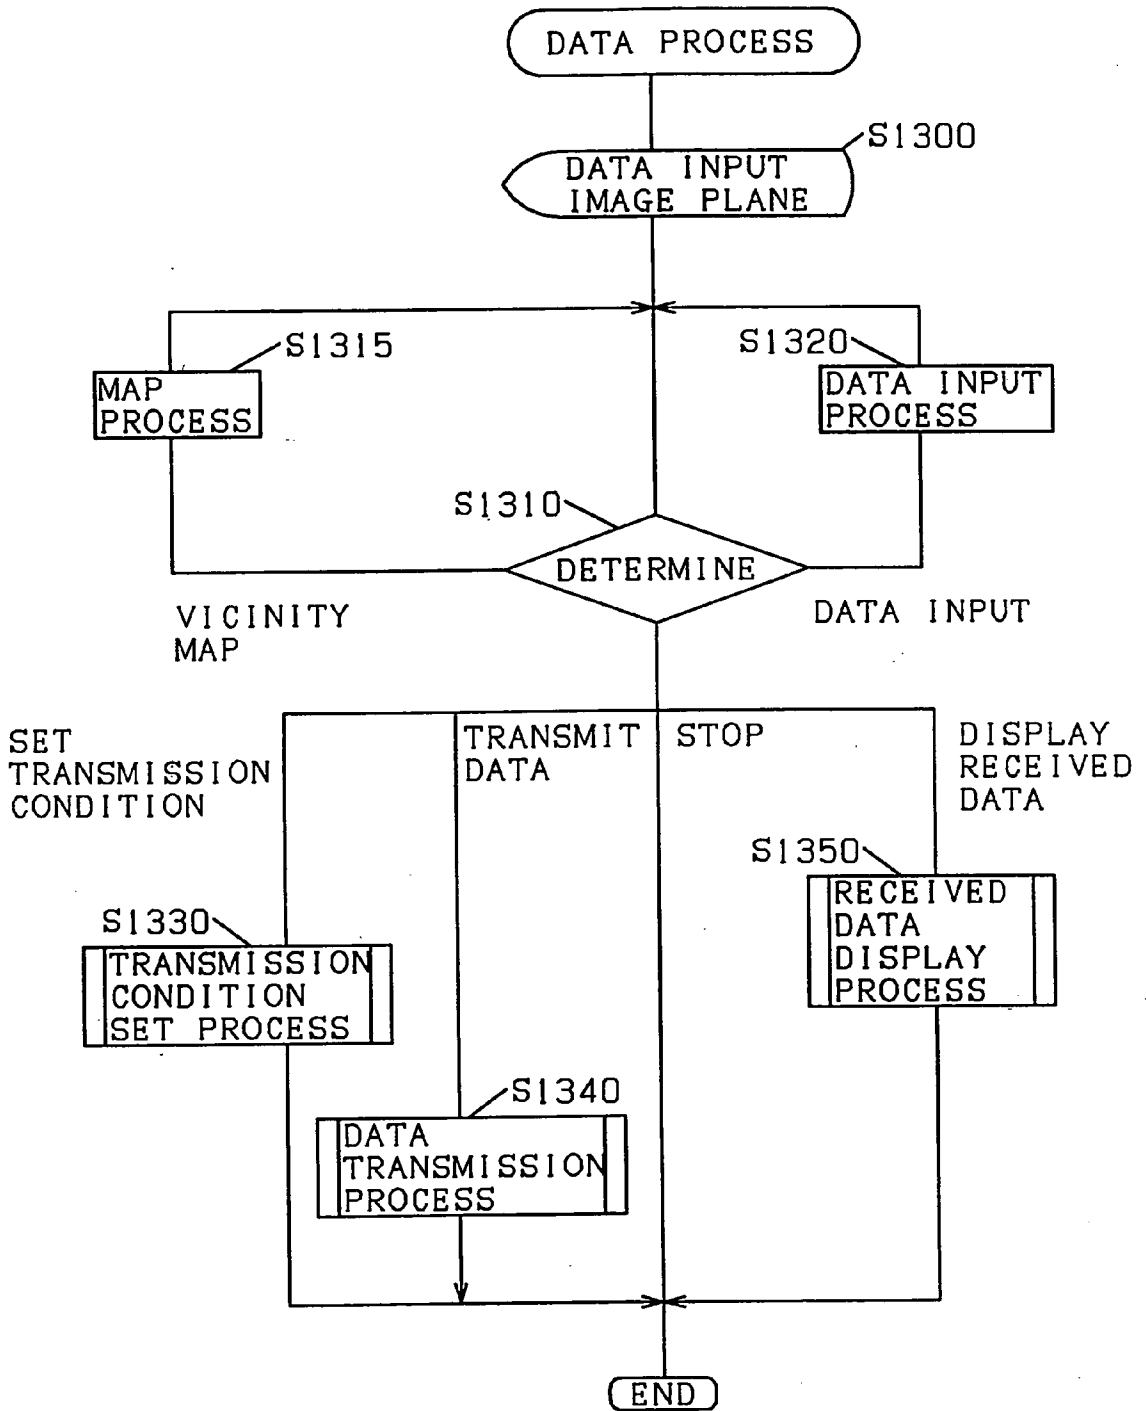 DATA PROCESS
S1300
DATA INPUT
IMAGE PLANE
S1315
S1320
MAP
PROCESS
DATA INPUT
PROCESS
S1310
DETERMINE
VICINITY
MAP
DATA INPUT
SET
TRANSMISSION
CONDITION
TRANSMIT
DATA
STOP
DISPLAY
RECEIVED
DATA
S1350
RECEIVED
DATA
DISPLAY
PROCESS
S1330
TRANSMISSION
CONDITION
SET PROCESS
S1340
DATA
TRANSMISSION
PROCESS
END